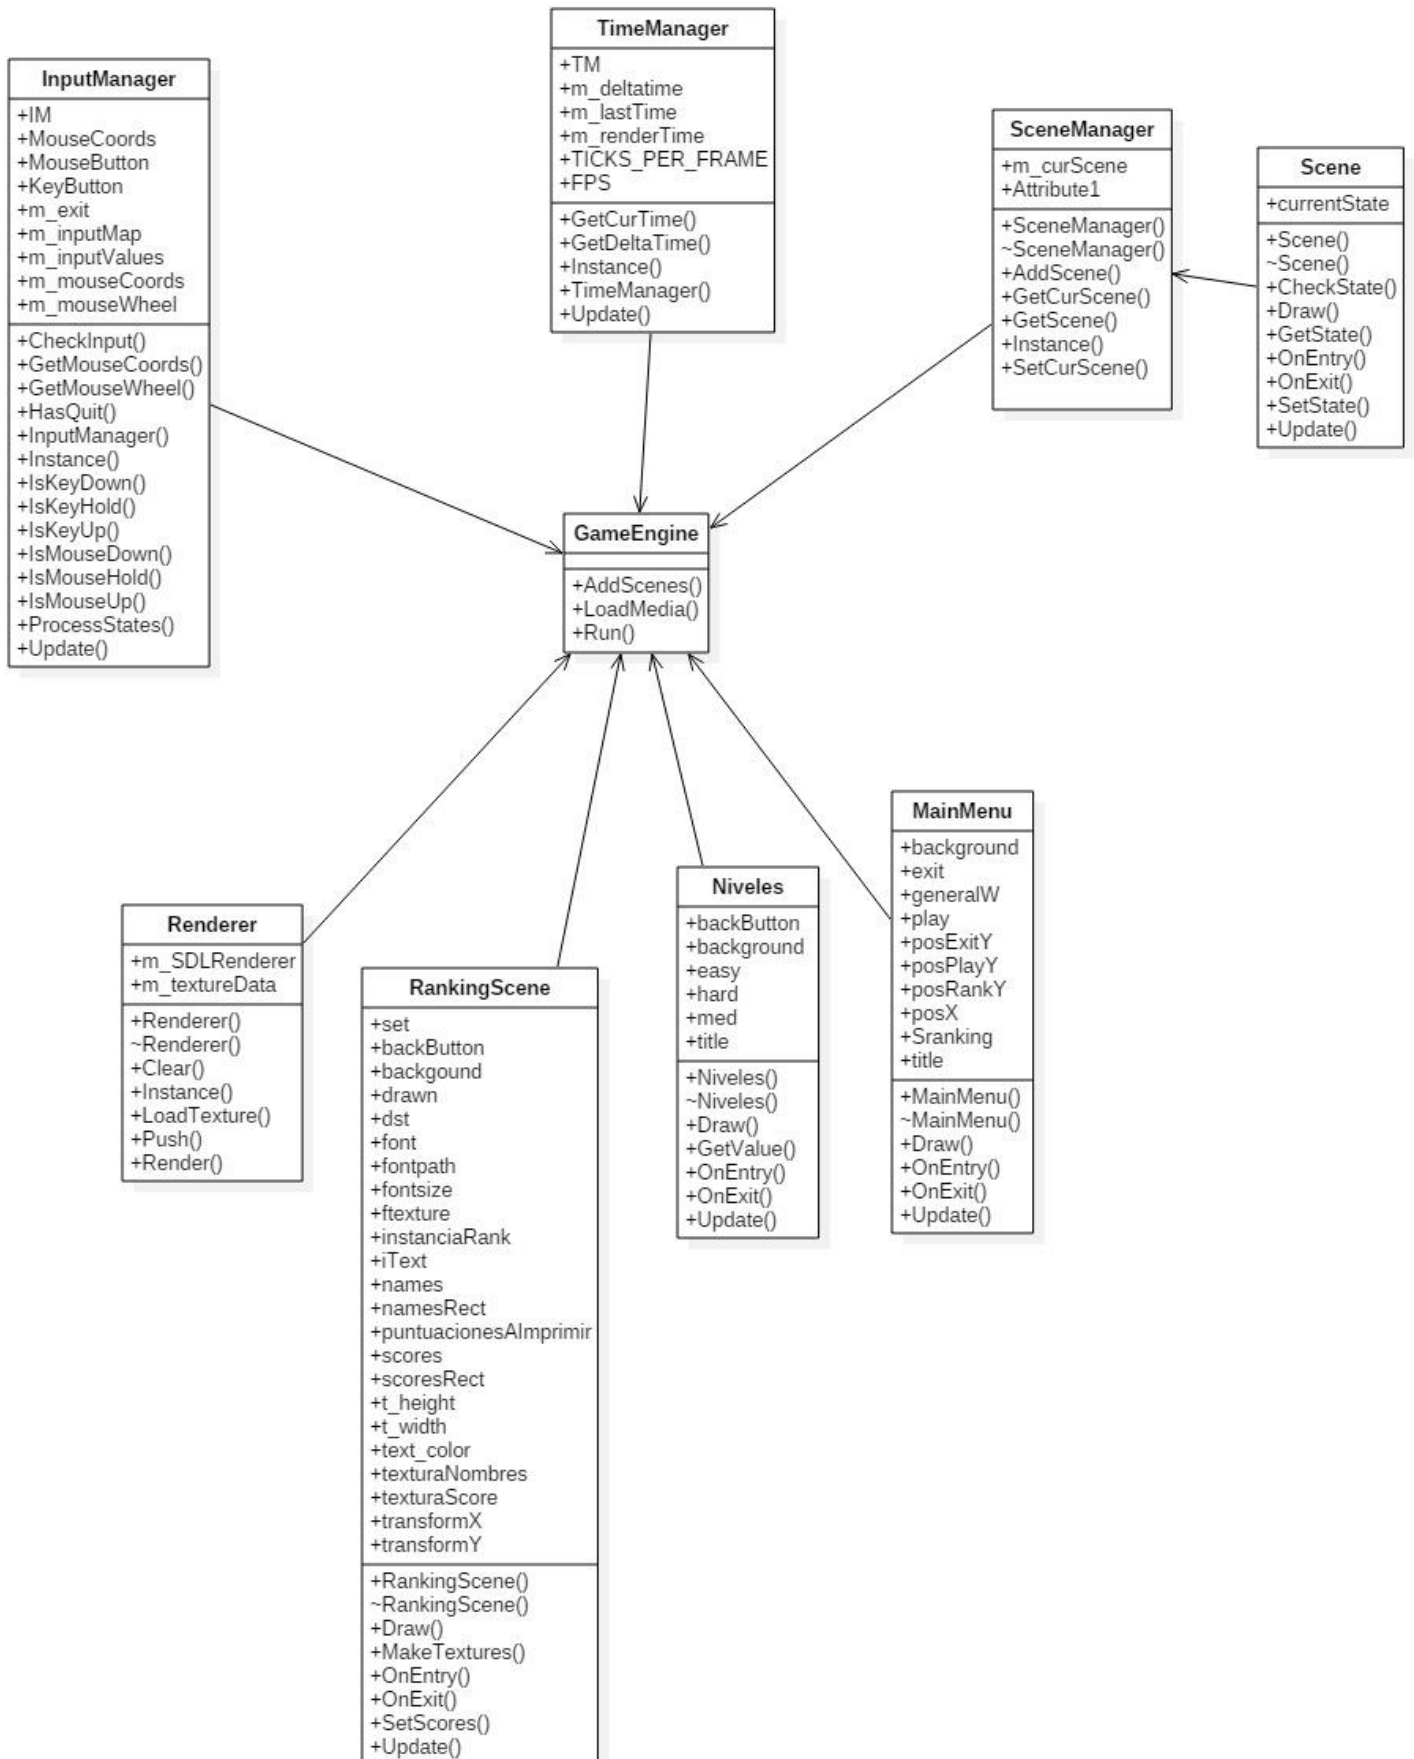 TimeManager
+TM
+m_deltatime
+m_lastTime
+m_renderTime
+TICKS_PER_FRAME
+FPS
+GetCurTime()
+GetDeltaTime()
+Instance()
+TimeManager()
+Update()
InputManager
+IM
+MouseCoords
+MouseButton
+KeyButton
+m_exit
+m_inputMap
+m_inputValues
+m_mouseCoords
+m_mouseWheel
+CheckInput()
+GetMouseCoords()
+GetMouseWheel()
+HasQuit()
+InputManager()
+Instance()
+IsKeyDown()
+IsKeyHold()
+IsKeyUp()
+IsMouseDown()
+IsMouseHold()
+IsMouseUp()
+ProcessStates()
+Update()
SceneManager
+m_curScene
+Attribute1
+SceneManager()
~SceneManager()
+AddScene()
+GetCurScene()
+GetScene()
+Instance()
+SetCurScene()
Scene
+currentState
+Scene()
~Scene()
+CheckState()
+Draw()
+GetState()
+OnEntry()
+OnExit()
+SetState()
+Update()
GameEngine
+AddScenes()
+LoadMedia()
+Run()
Renderer
+m_SDLRenderer
+m_textureData
+Renderer()
~Renderer()
+Clear()
+Instance()
+LoadTexture()
+Push()
+Render()
RankingScene
+set
+backButton
+backgound
+drawn
+dst
+font
+fontpath
+fontsize
+ftexture
+instanciaRank
+iText
+names
+namesRect
+puntuacionesAImprimir
+scores
+scoresRect
+t_height
+t_width
+text_color
+texturaNombres
+texturaScore
+transformX
+transformY
+RankingScene()
~RankingScene()
+Draw()
+MakeTextures()
+OnEntry()
+OnExit()
+SetScores()
+Update()
Niveles
+backButton
+background
+easy
+hard
+med
+title
+Niveles()
~Niveles()
+Draw()
+GetValue()
+OnEntry()
+OnExit()
+Update()
MainMenu
+background
+exit
+generalW
+play
+posExitY
+posPlayY
+posRankY
+posX
+Sranking
+title
+MainMenu()
~MainMenu()
+Draw()
+OnEntry()
+OnExit()
+Update()